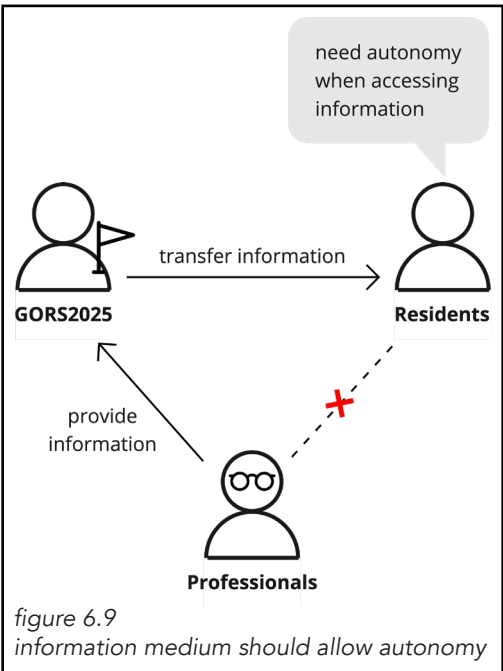 need autonomy
when accessing
information
transfer information
GORS2025
Residents
provide
information
Professionals
figure 6.9
information medium should allow autonomy